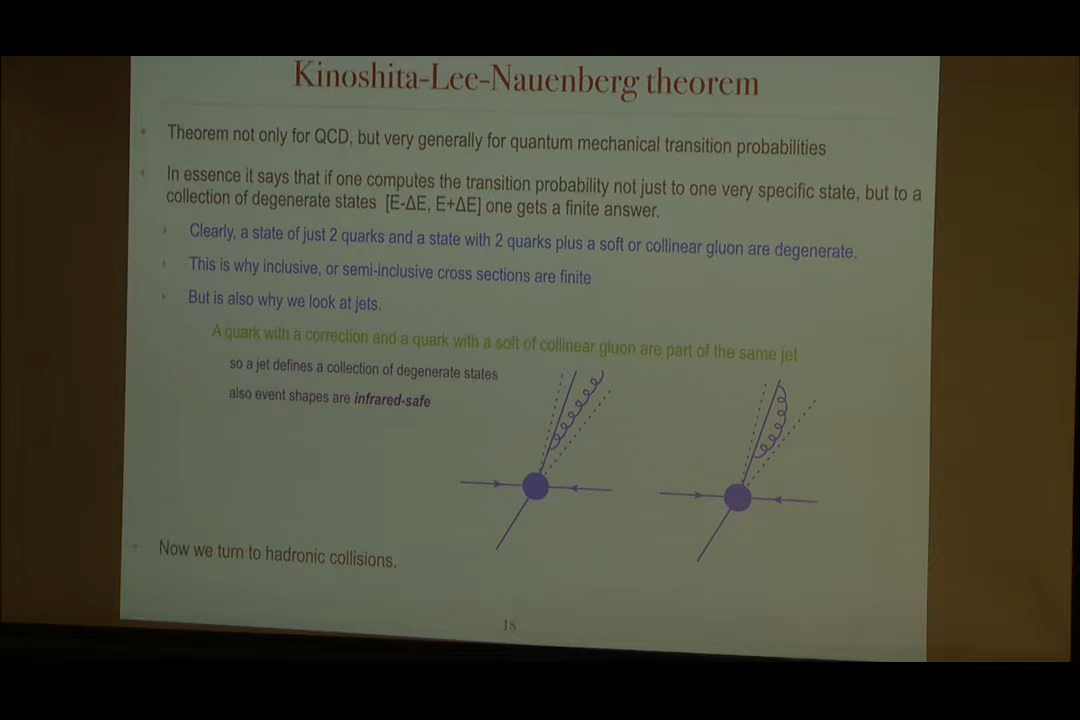 Kinoshita-Lee-Nauenberg theorem
Theorem not only for QCD, but very generally for quantum mechanical transition probabilities
In essence it says that if one computes the transition probability not just to one very specific state, but to a
collection of degenerate states [E-ΔE, E+ΔE] one gets a finite answer.
Clearly, a state of just 2 quarks and a state with 2 quarks plus a soft or collinear gluon are degenerate.
This is why inclusive, or semi-inclusive cross sections are finite
But is also why we look at jets.
A quark with a correction and a quark with a soft of collinear gluon are part of the same jet
so a jet defines a collection of degenerate states
also event shapes are infrared-safe
Now we turn to hadronic collisions.
18